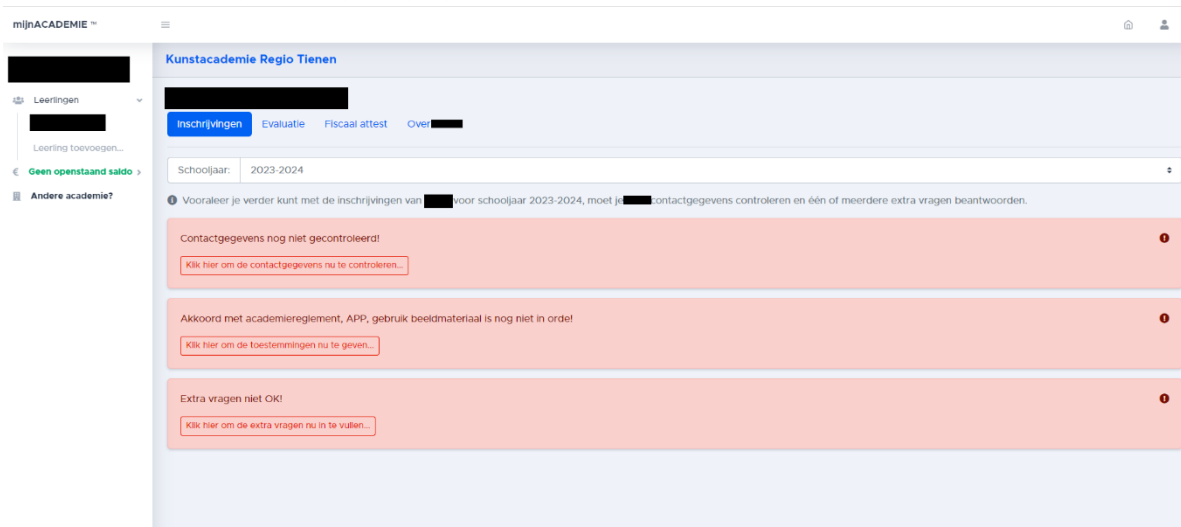 mijnACADEMIE ™
Kunstacademie Regio Tienen
Leerlingen
Leerling toevoegen...
€ Geen openstaand saldo >
Andere academie?
Inschrijvingen Evaluatie Fiscaal attest Over
Schooljaar: 2023-2024
Vooraleer je verder kunt met de inschrijvingen van voor schooljaar 2023-2024, moet je contactgegevens controleren en één of meerdere extra vragen beantwoorden.
Contactgegevens nog niet gecontroleerd!
Klik hier om de contactgegevens nu te controleren...
Akkoord met academiereglement, APP, gebruik beeldmateriaal is nog niet in orde!
Klik hier om de toestemmingen nu te geven...
Extra vragen niet OK!
Klik hier om de extra vragen nu in te vullen...